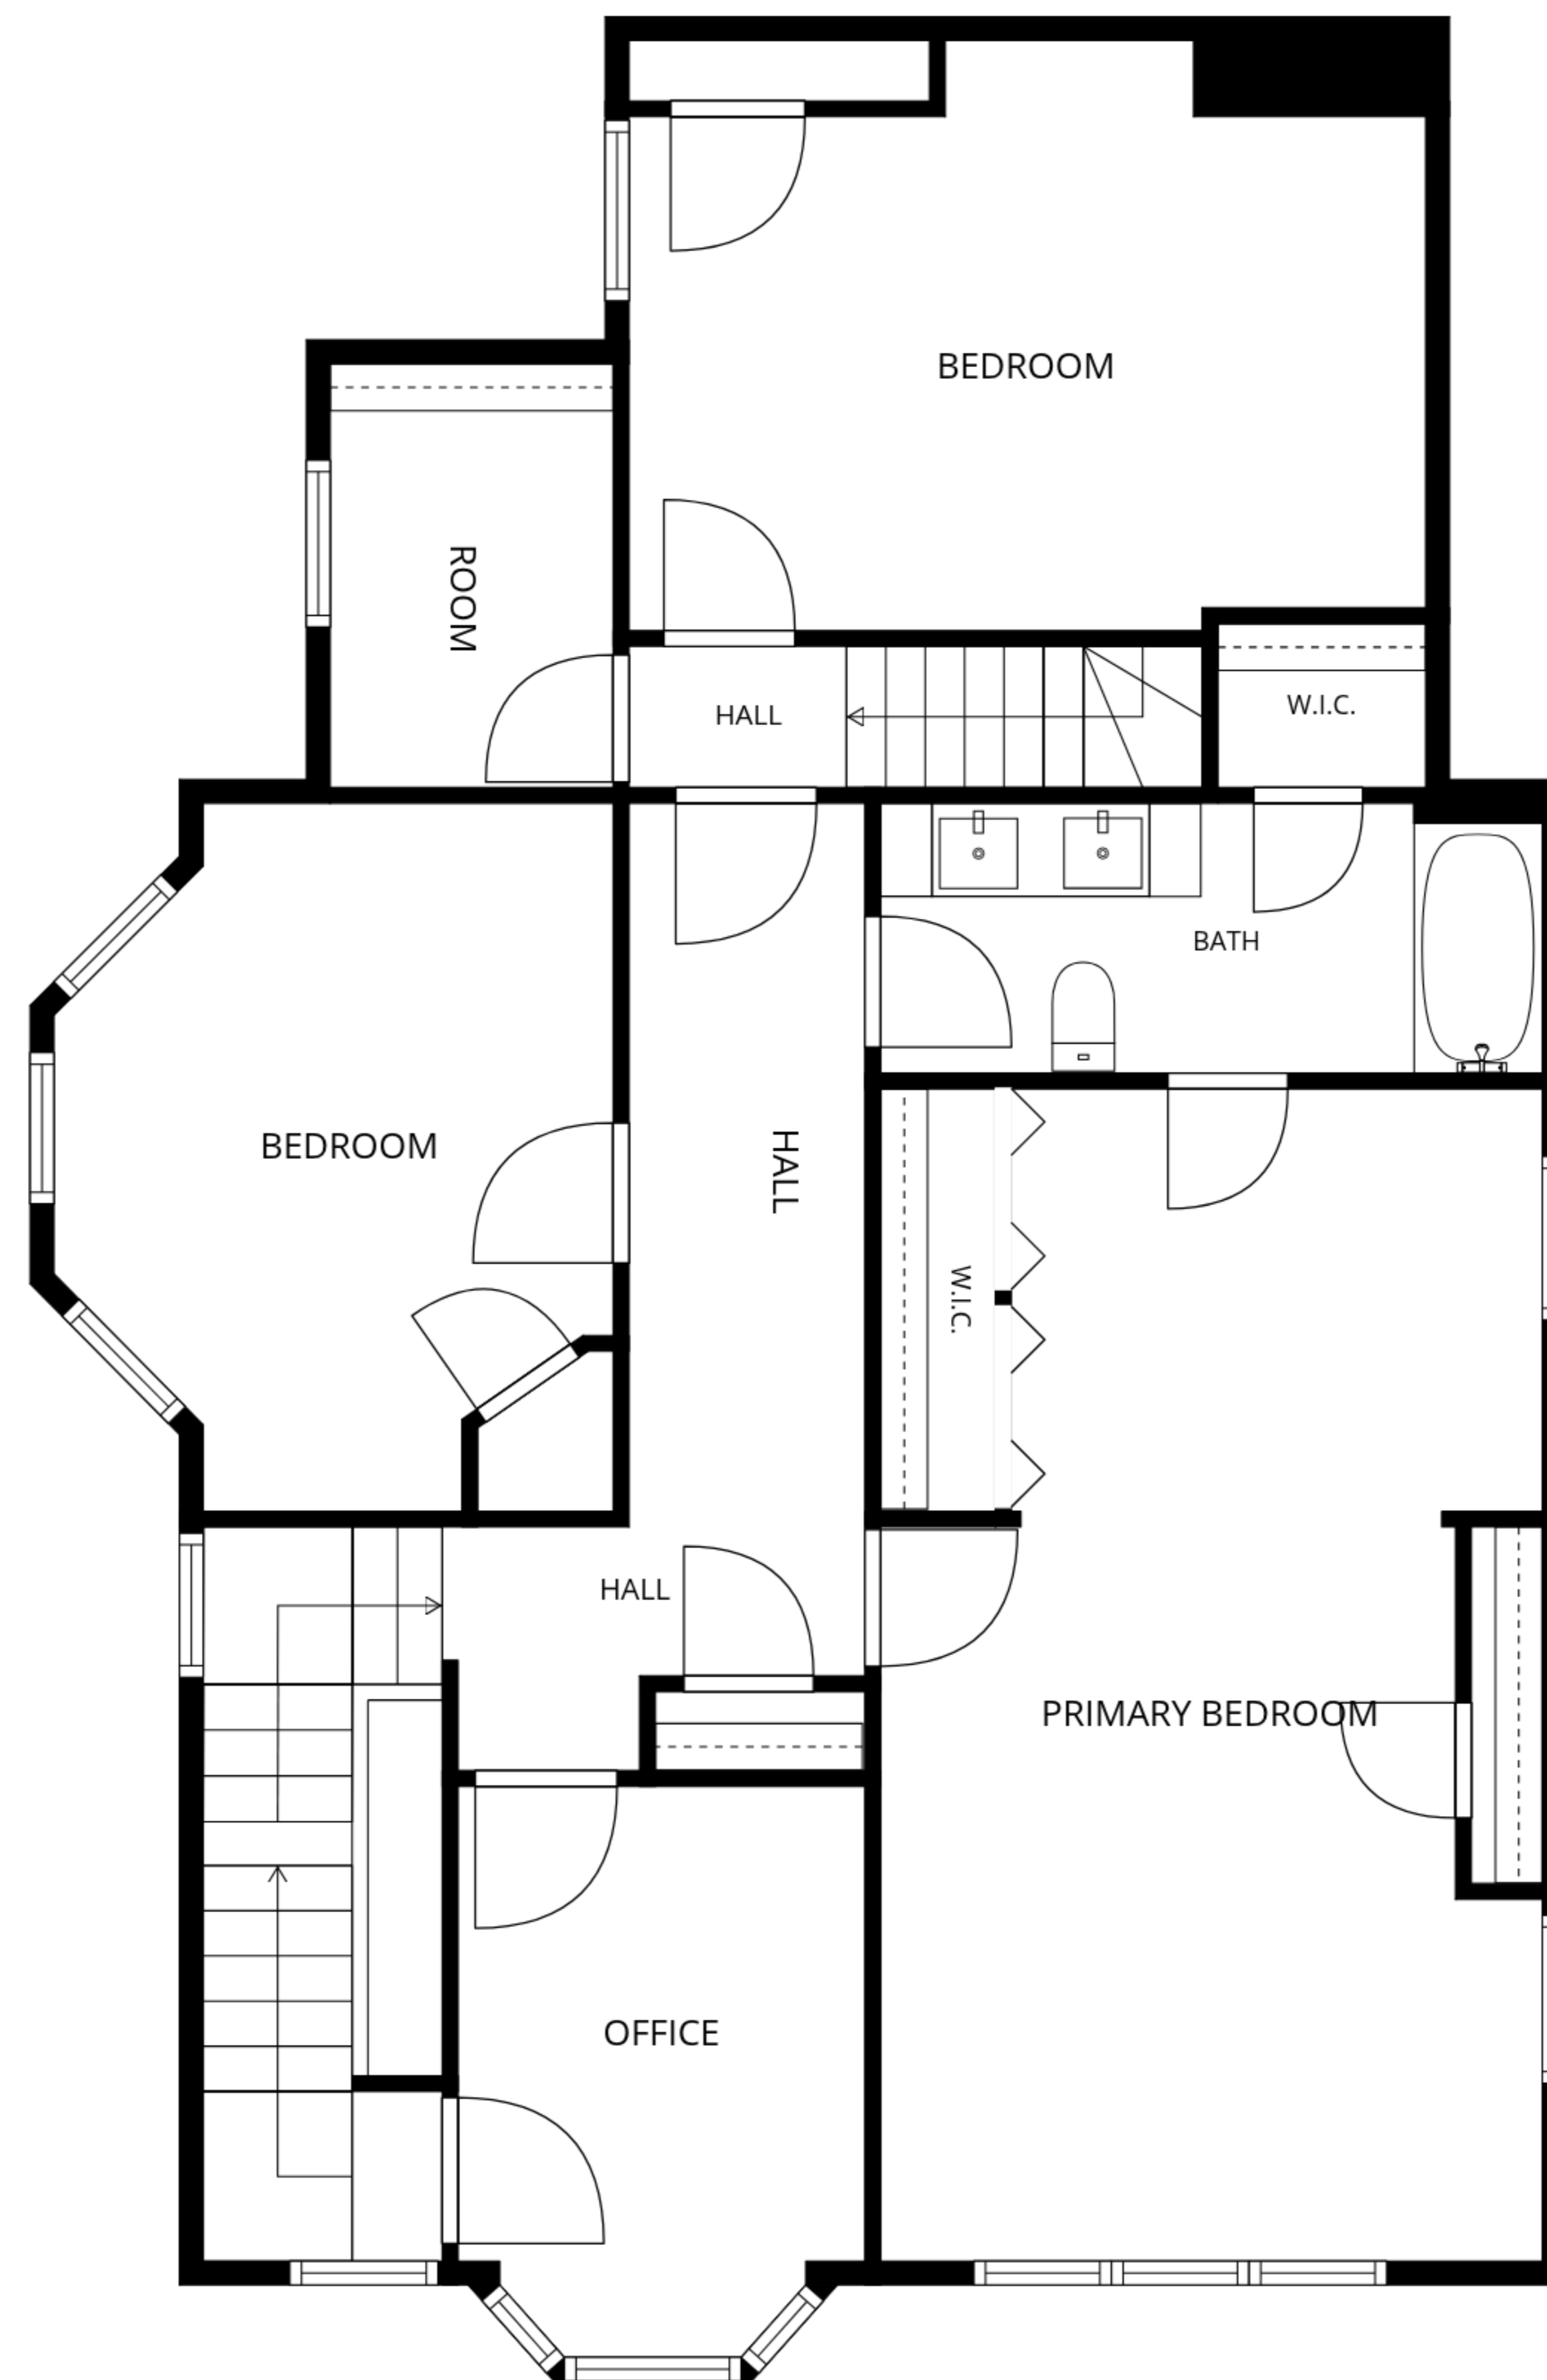 BEDROOM
ROOM
HALL
W.I.C.
BATH
BEDROOM
HALL
W.I.C.
HALL
PRIMARY BEDROOM
OFFICE